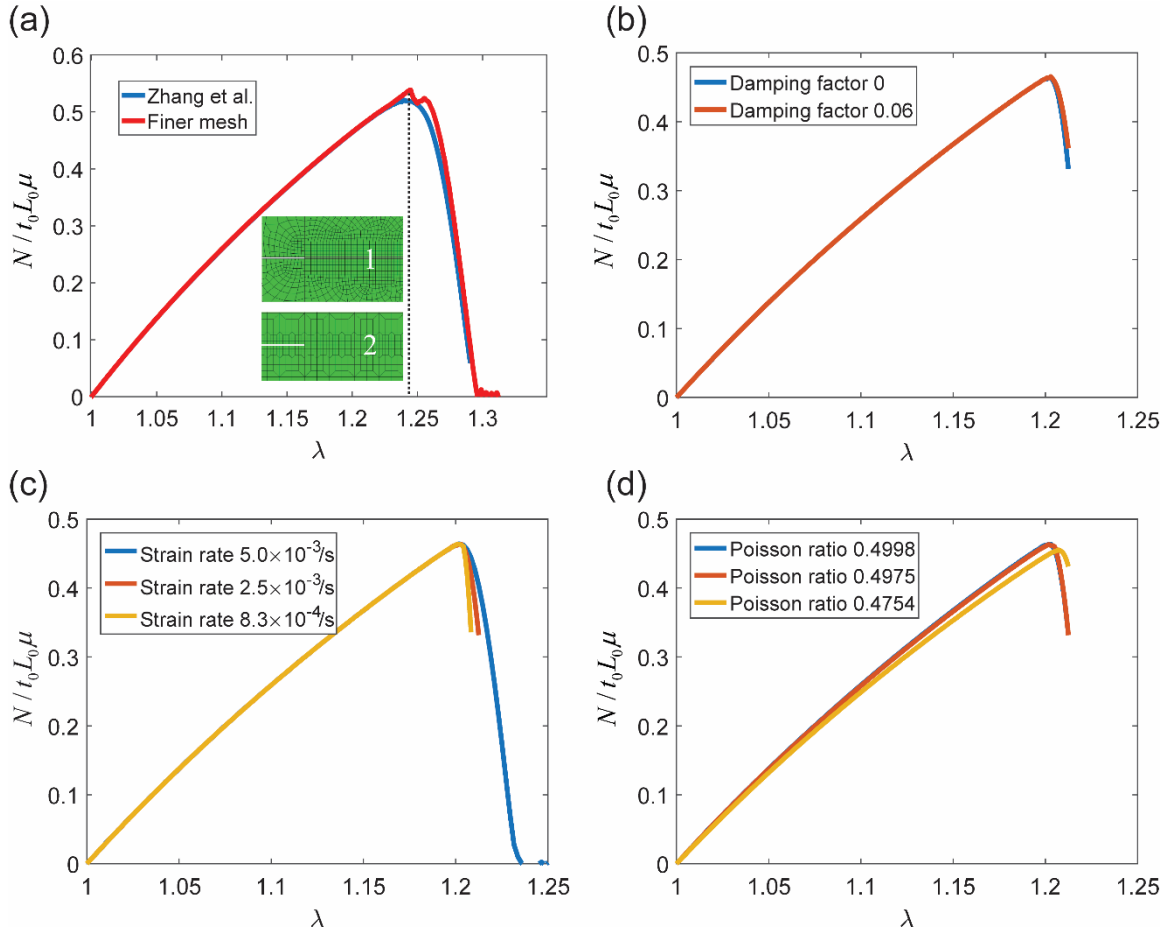 (a)
0.6
0.5
0.4
0.3
0.2
0.1
0
N / t₀L₀μ
Zhang et al.
Finer mesh
1
2
1 1.05 1.1 1.15 1.2 1.25 1.3
λ
(b)
0.5
0.4
0.3
0.2
0.1
0
N / t₀L₀μ
Damping factor 0
Damping factor 0.06
1 1.05 1.1 1.15 1.2 1.25
λ
(c)
0.5
0.4
0.3
0.2
0.1
0
N / t₀L₀μ
Strain rate 5.0×10⁻³/s
Strain rate 2.5×10⁻³/s
Strain rate 8.3×10⁻⁴/s
1 1.05 1.1 1.15 1.2 1.25
λ
(d)
0.5
0.4
0.3
0.2
0.1
0
N / t₀L₀μ
Poisson ratio 0.4998
Poisson ratio 0.4975
Poisson ratio 0.4754
1 1.05 1.1 1.15 1.2 1.25
λ